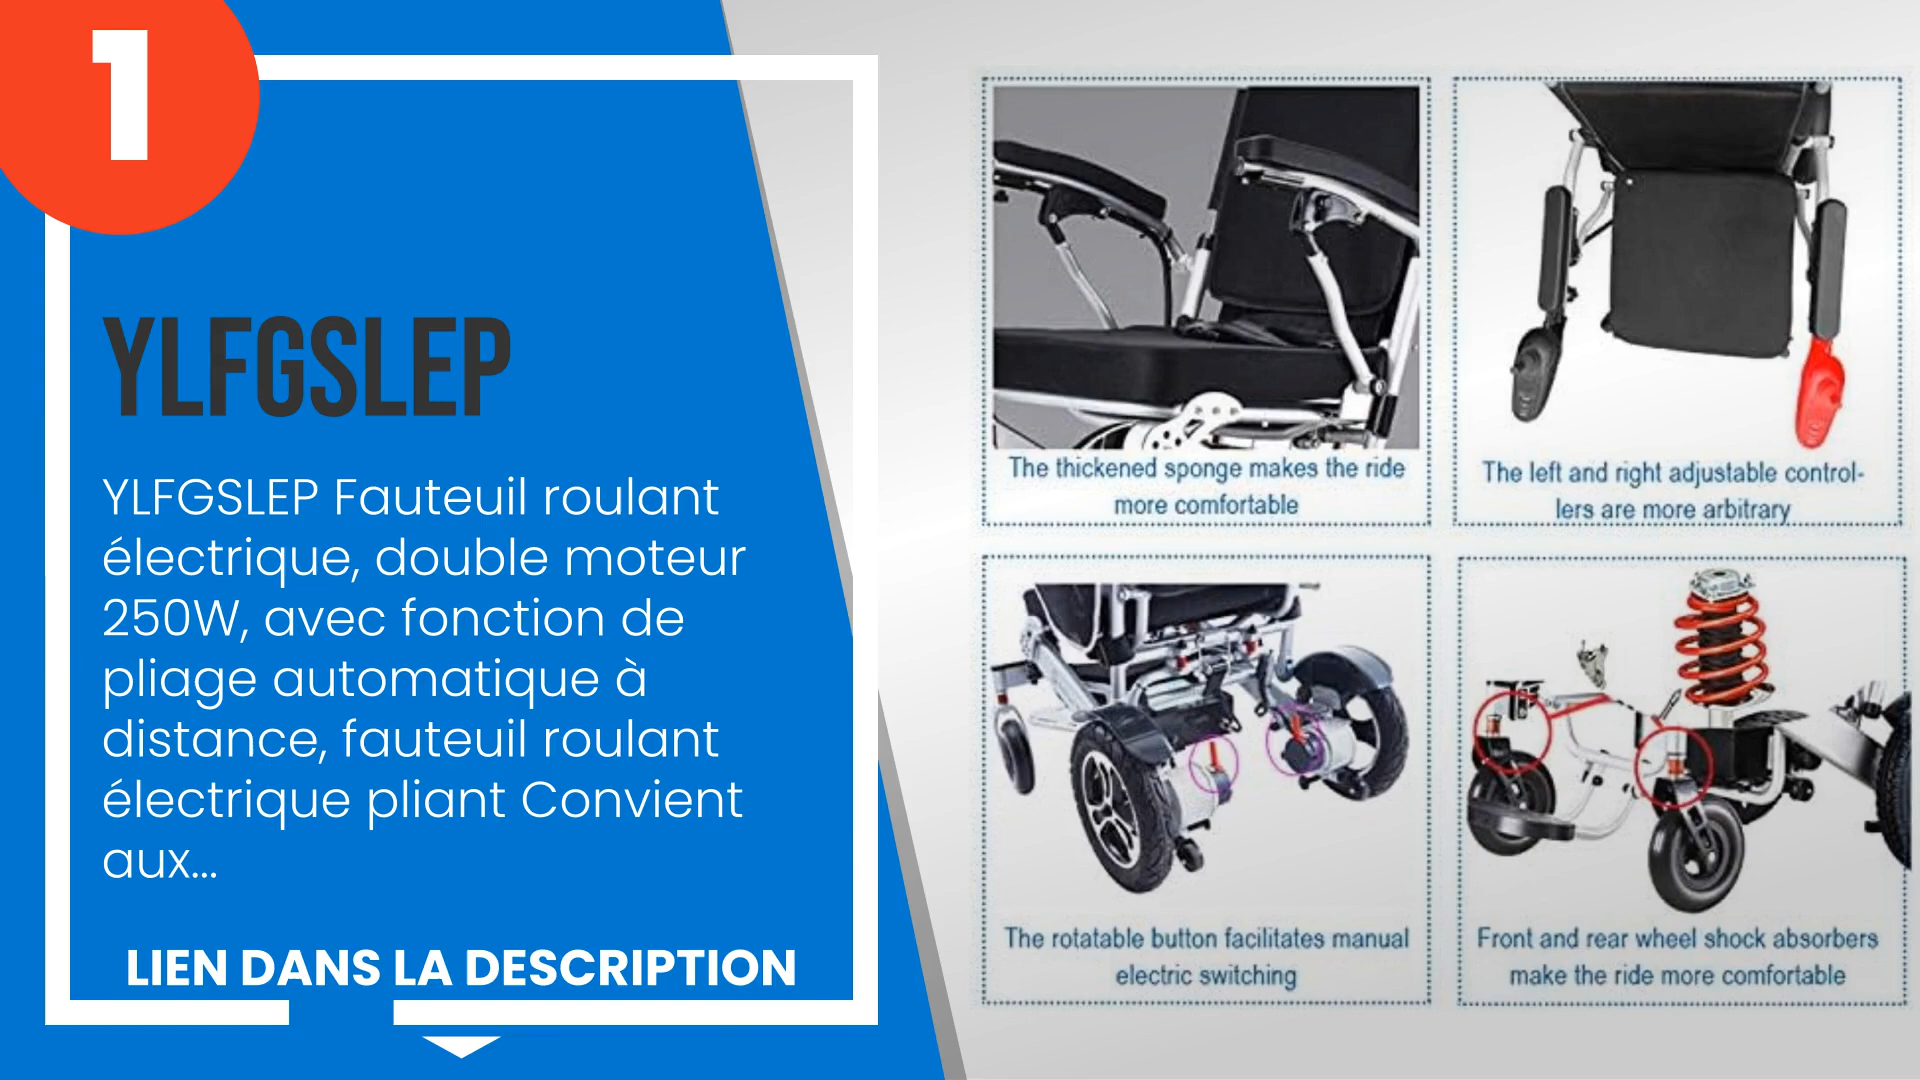 1
YLFGSLEP
YLFGSLEP Fauteuil roulant
électrique, double moteur
250W, avec fonction de
pliage automatique à
distance, fauteuil roulant
électrique pliant Convient
aux...
LIEN DANS LA DESCRIPTION
The thickened sponge makes the ride
more comfortable
The left and right adjustable control-
lers are more arbitrary
The rotatable button facilitates manual
electric switching
Front and rear wheel shock absorbers
make the ride more comfortable